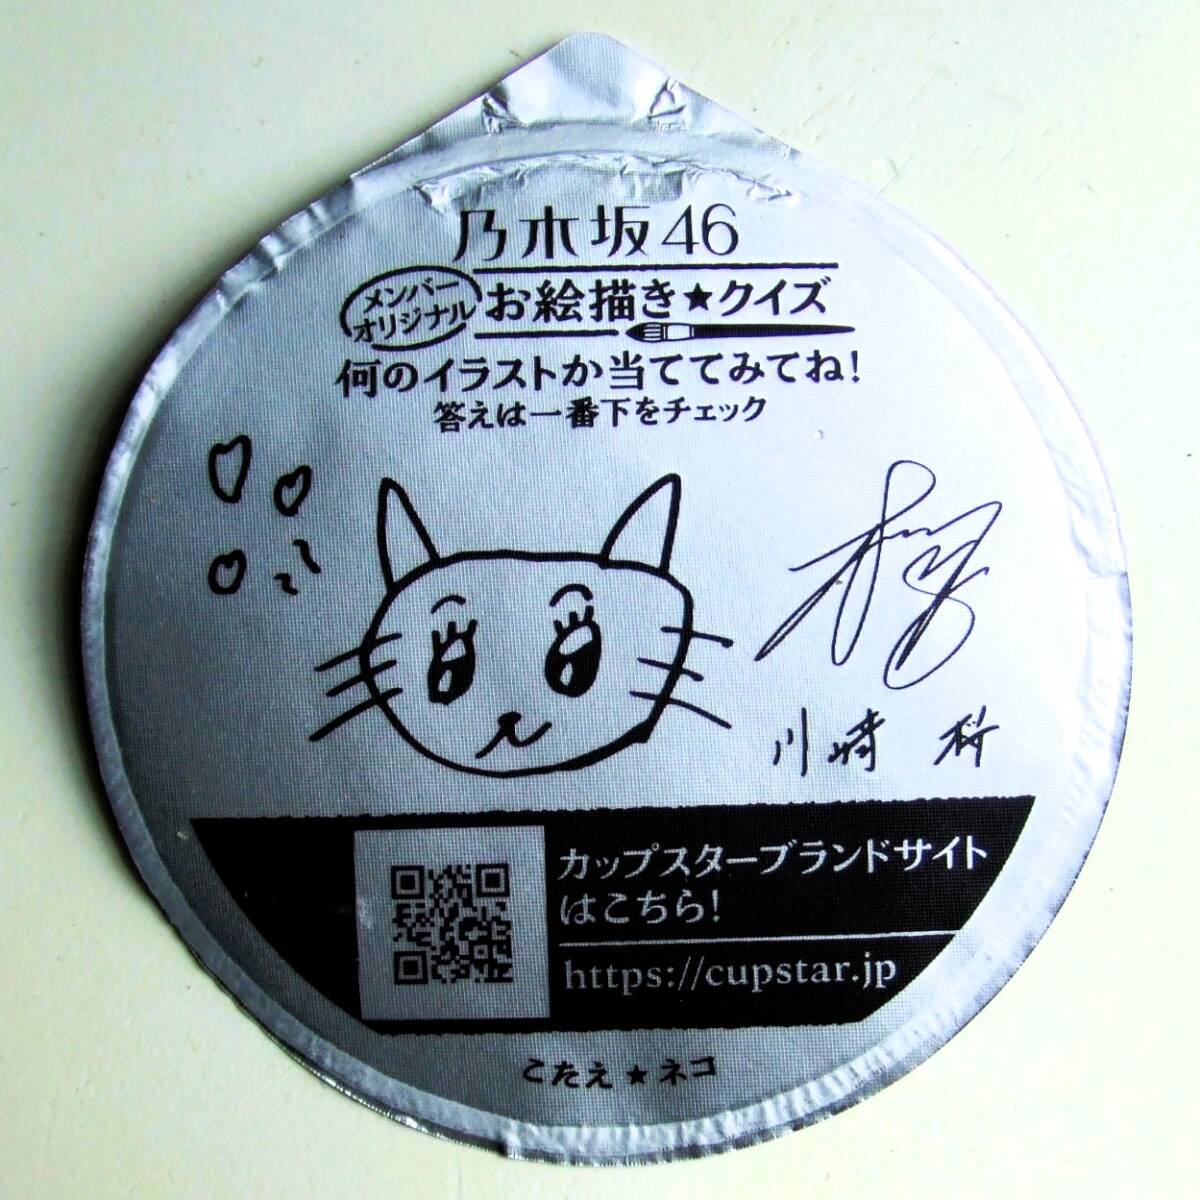 乃木坂46
メンバー
オリジナル
お絵描き★クイズ
何のイラストか当ててみてね!
答えは一番下をチェック
桜
川﨑 桜
カップスターブランドサイト
はこちら!
https://cupstar.jp
こたえ★ネコ